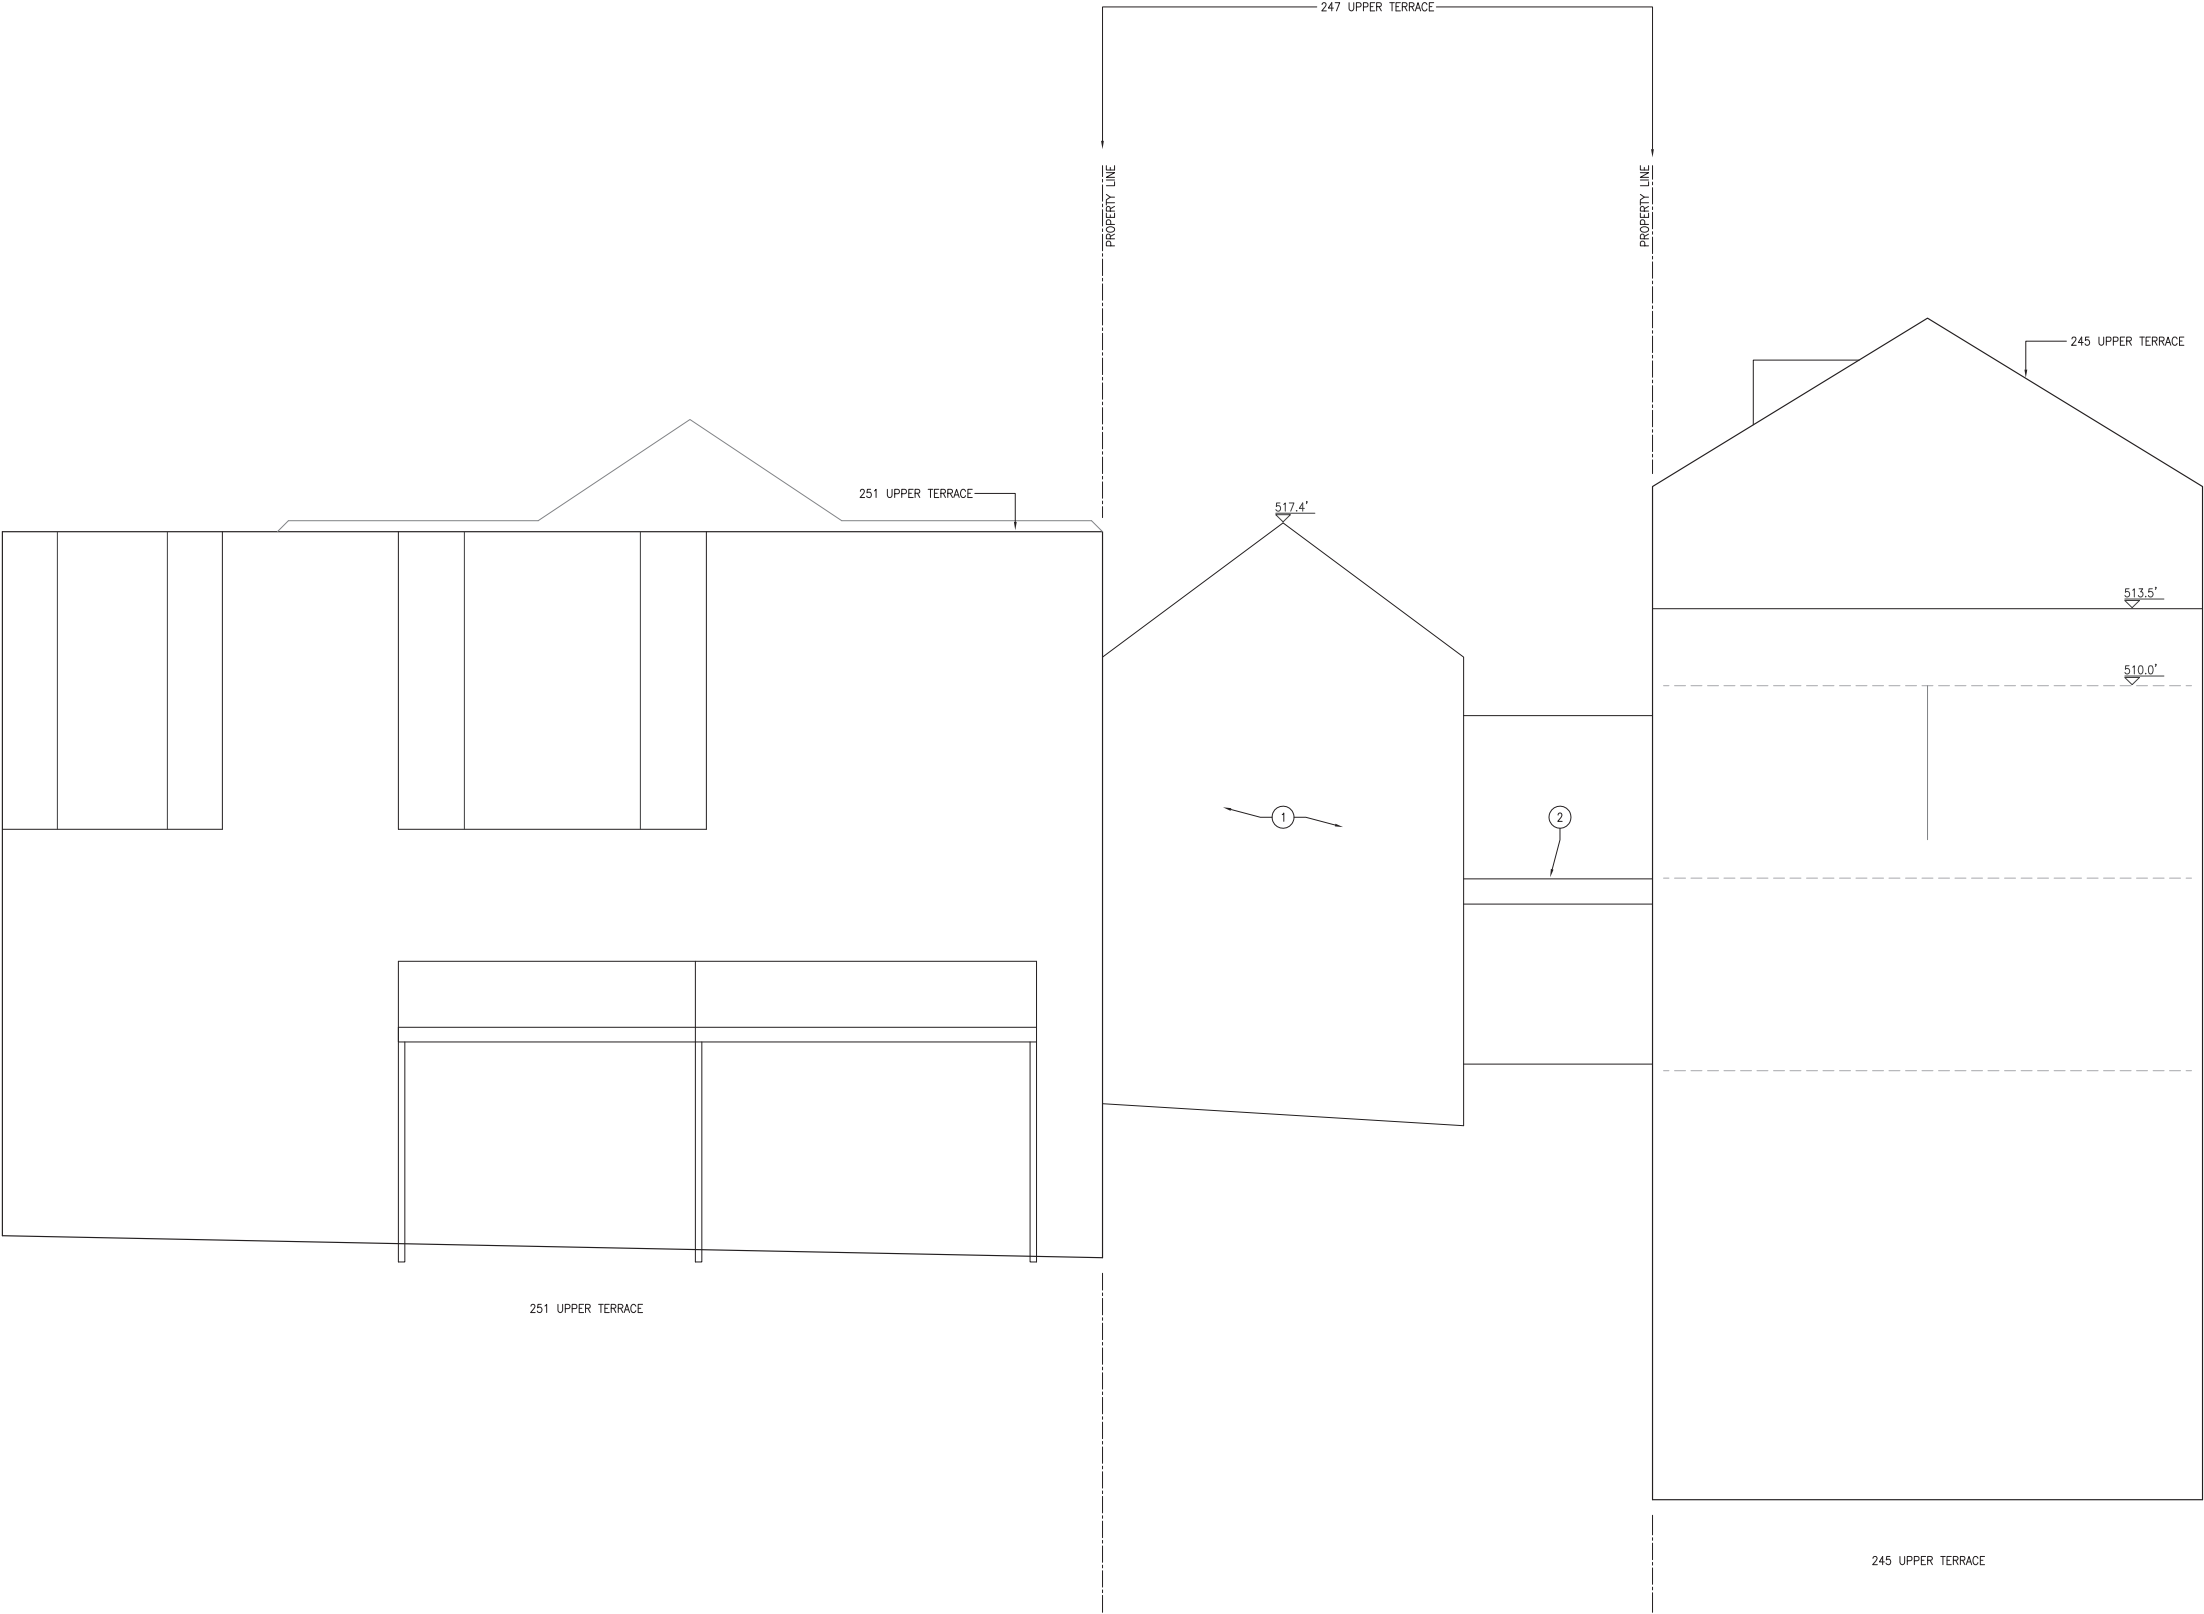 247 UPPER TERRACE
PROPERTY LINE
PROPERTY LINE
245 UPPER TERRACE
251 UPPER TERRACE
517.4'
513.5'
510.0'
1
2
251 UPPER TERRACE
245 UPPER TERRACE